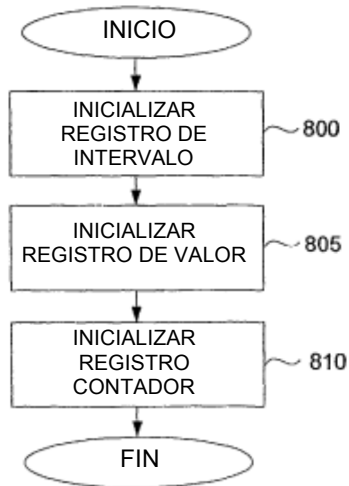 INICIO
INICIALIZAR
REGISTRO DE
INTERVALO
800
INICIALIZAR
REGISTRO DE VALOR
805
INICIALIZAR
REGISTRO
CONTADOR
810
FIN